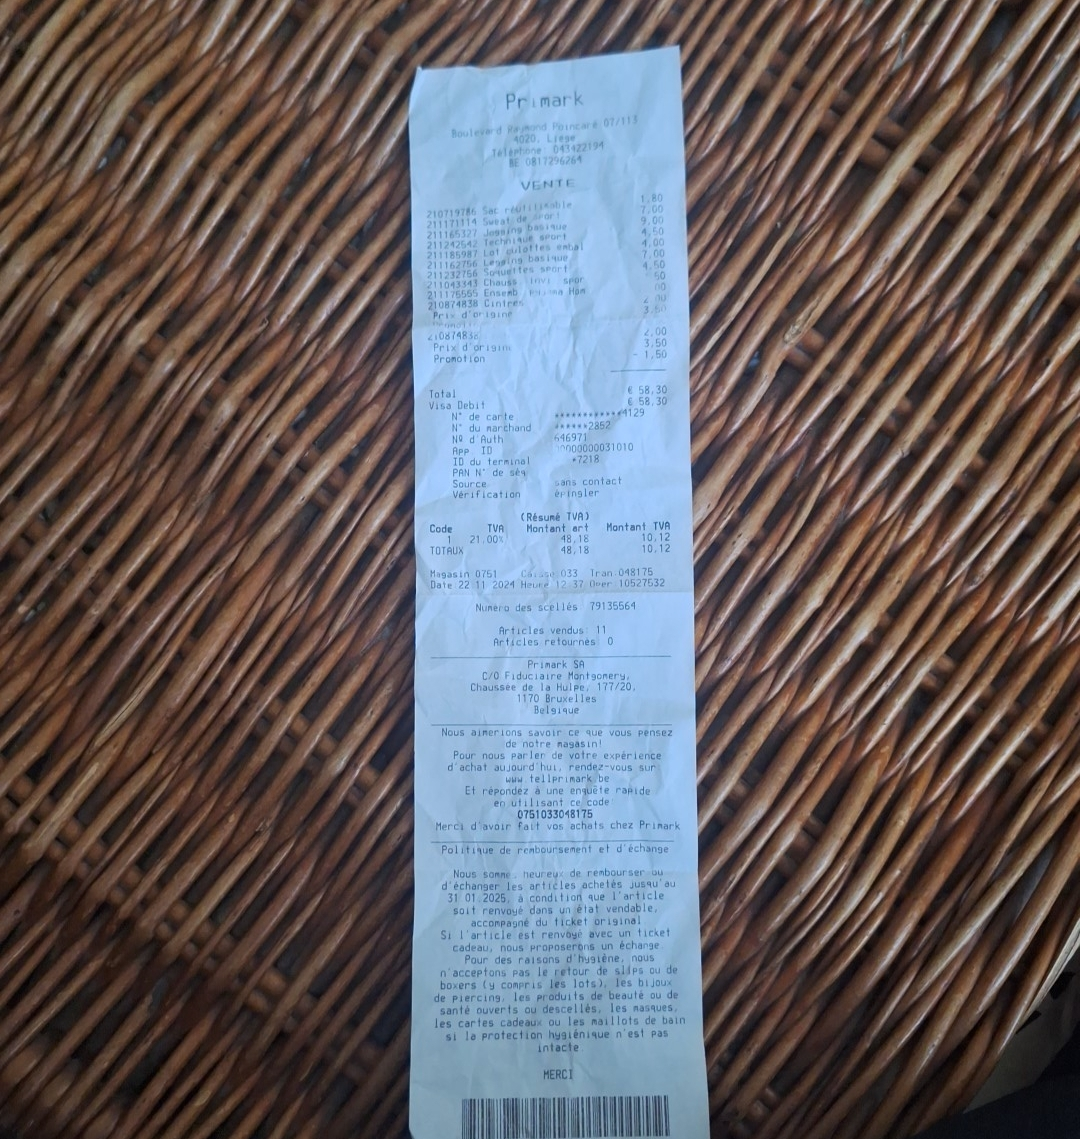 Primark
Boulevard Raymond Poincaré 07/113
4020, Liege
Téléphone 043422194
BE 0817296264
VENTE
210719786 Sac réutilisable 1,80
211171114 Sweat de sport 7,00
211165327 Jogging basique 9,00
211242642 Technique sport 4,50
211185987 Lot culottes embal 4,00
211162756 Legging basique 7,00
211232756 Soquettes sport 4,50
211043343 Chauss invi spor 50
211175555 Ensemb Hom 00
210874838 Cintres 2,00
Prix d'origine 3,50
210874838 2,00
Prix d'origine 3,50
Promotion - 1,50
Total € 58,30
Visa Debit € 58,30
N° de carte ************4129
N° du marchand ******2852
Nº d'Auth 646971
App. ID 00000000031010
ID du terminal *7218
PAN N° de séq
Source sans contact
Vérification épingler
(Résumé TVA)
Code TVA Montant art Montant TVA
1 21.00% 48,18 10,12
TOTAUX 48,18 10,12
Magasin 0751 Caisse 033 Tran 048175
Date 22 11 2024 Heure 12 37 Oper 10527532
Numéro des scellés 79135564
Articles vendus: 11
Articles retournés: 0
Primark SA
C/O Fiduciaire Montgomery,
Chaussée de la Hulpe, 177/20,
1170 Bruxelles
Belgique
Nous aimerions savoir ce que vous pensez
de notre magasin!
Pour nous parler de votre expérience
d'achat aujourd'hui, rendez-vous sur
www.tellprimark.be
Et répondez à une enquête rapide
en utilisant ce code
0751033048175
Merci d'avoir fait vos achats chez Primark
Politique de remboursement et d'échange
Nous somme, heureux de rembourser ou
d'échanger les articles achetés jusqu'au
31.01.2025, à condition que l'article
soit renvoyé dans un état vendable,
accompagné du ticket original
Si l'article est renvoyé avec un ticket
cadeau, nous proposerons un échange.
Pour des raisons d'hygiène, nous
n'acceptons pas le retour de slips ou de
boxers (y compris les lots), les bijoux
de piercing, les produits de beauté ou de
santé ouverts ou descellés, les masques,
les cartes cadeaux ou les maillots de bain
si la protection hygiénique n'est pas
intacte.
MERCI